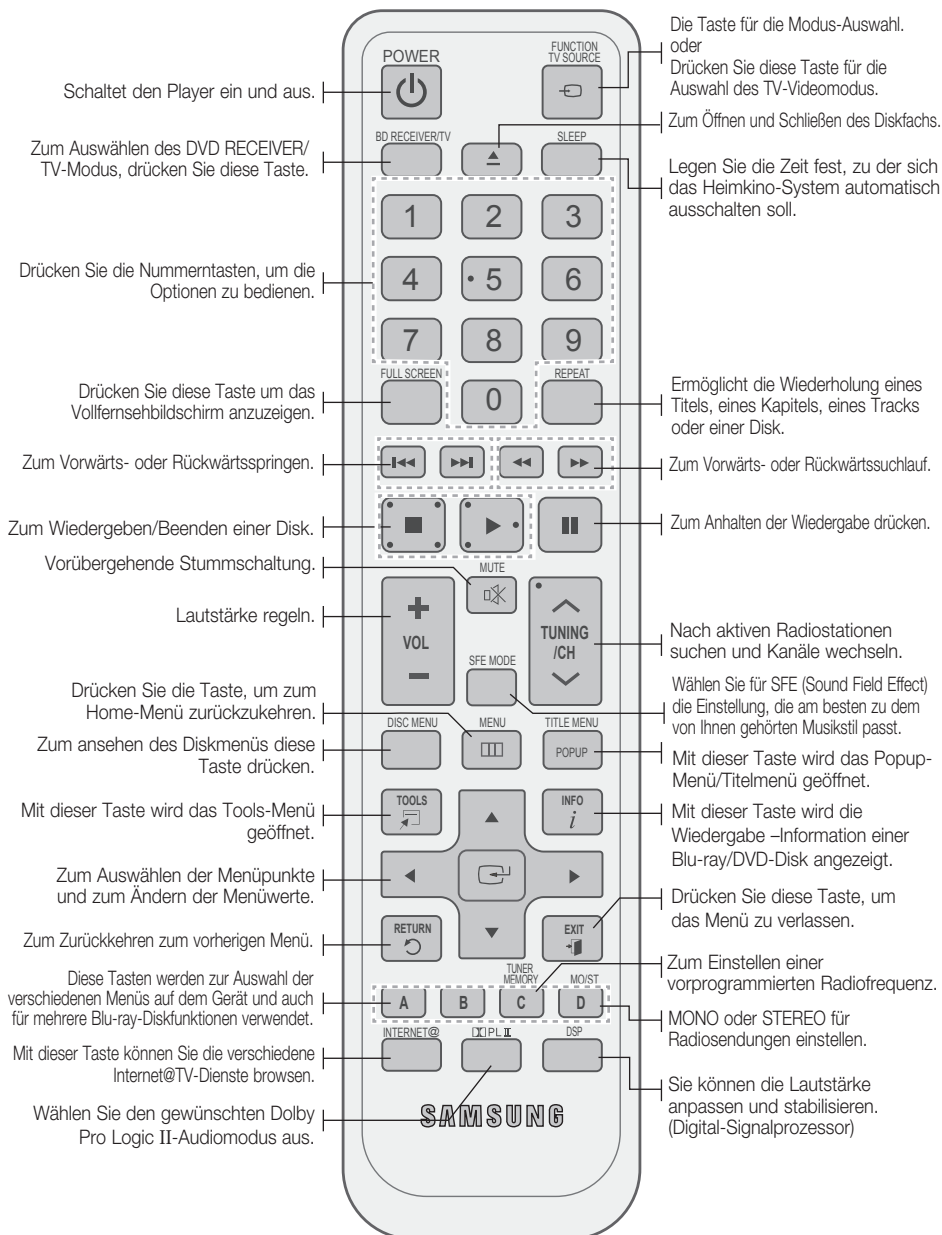 POWER
FUNCTION
TV SOURCE
BD RECEIVER/TV
SLEEP
1
2
3
4
5
6
7
8
9
FULL SCREEN
0
REPEAT
MUTE
VOL
TUNING
/CH
SFE MODE
DISC MENU
MENU
TITLE MENU
POPUP
TOOLS
INFO
i
RETURN
EXIT
TUNER
MEMORY
MO/ST
A
B
C
D
INTERNET@
PL II
DSP
SAMSUNG
Schaltet den Player ein und aus.
Zum Auswählen des DVD RECEIVER/
TV-Modus, drücken Sie diese Taste.
Drücken Sie die Nummerntasten, um die
Optionen zu bedienen.
Drücken Sie diese Taste um das
Vollfernsehbildschirm anzuzeigen.
Zum Vorwärts- oder Rückwärtsspringen.
Zum Wiedergeben/Beenden einer Disk.
Vorübergehende Stummschaltung.
Lautstärke regeln.
Drücken Sie die Taste, um zum
Home-Menü zurückzukehren.
Zum ansehen des Diskmenüs diese
Taste drücken.
Mit dieser Taste wird das Tools-Menü
geöffnet.
Zum Auswählen der Menüpunkte
und zum Ändern der Menüwerte.
Zum Zurückkehren zum vorherigen Menü.
Diese Tasten werden zur Auswahl der
verschiedenen Menüs auf dem Gerät und auch
für mehrere Blu-ray-Diskfunktionen verwendet.
Mit dieser Taste können Sie die verschiedene
Internet@TV-Dienste browsen.
Wählen Sie den gewünschten Dolby
Pro Logic II-Audiomodus aus.
Die Taste für die Modus-Auswahl.
oder
Drücken Sie diese Taste für die
Auswahl des TV-Videomodus.
Zum Öffnen und Schließen des Diskfachs.
Legen Sie die Zeit fest, zu der sich
das Heimkino-System automatisch
ausschalten soll.
Ermöglicht die Wiederholung eines
Titels, eines Kapitels, eines Tracks
oder einer Disk.
Zum Vorwärts- oder Rückwärtssuchlauf.
Zum Anhalten der Wiedergabe drücken.
Nach aktiven Radiostationen
suchen und Kanäle wechseln.
Wählen Sie für SFE (Sound Field Effect)
die Einstellung, die am besten zu dem
von Ihnen gehörten Musikstil passt.
Mit dieser Taste wird das Popup-
Menü/Titelmenü geöffnet.
Mit dieser Taste wird die
Wiedergabe –Information einer
Blu-ray/DVD-Disk angezeigt.
Drücken Sie diese Taste, um
das Menü zu verlassen.
Zum Einstellen einer
vorprogrammierten Radiofrequenz.
MONO oder STEREO für
Radiosendungen einstellen.
Sie können die Lautstärke
anpassen und stabilisieren.
(Digital-Signalprozessor)